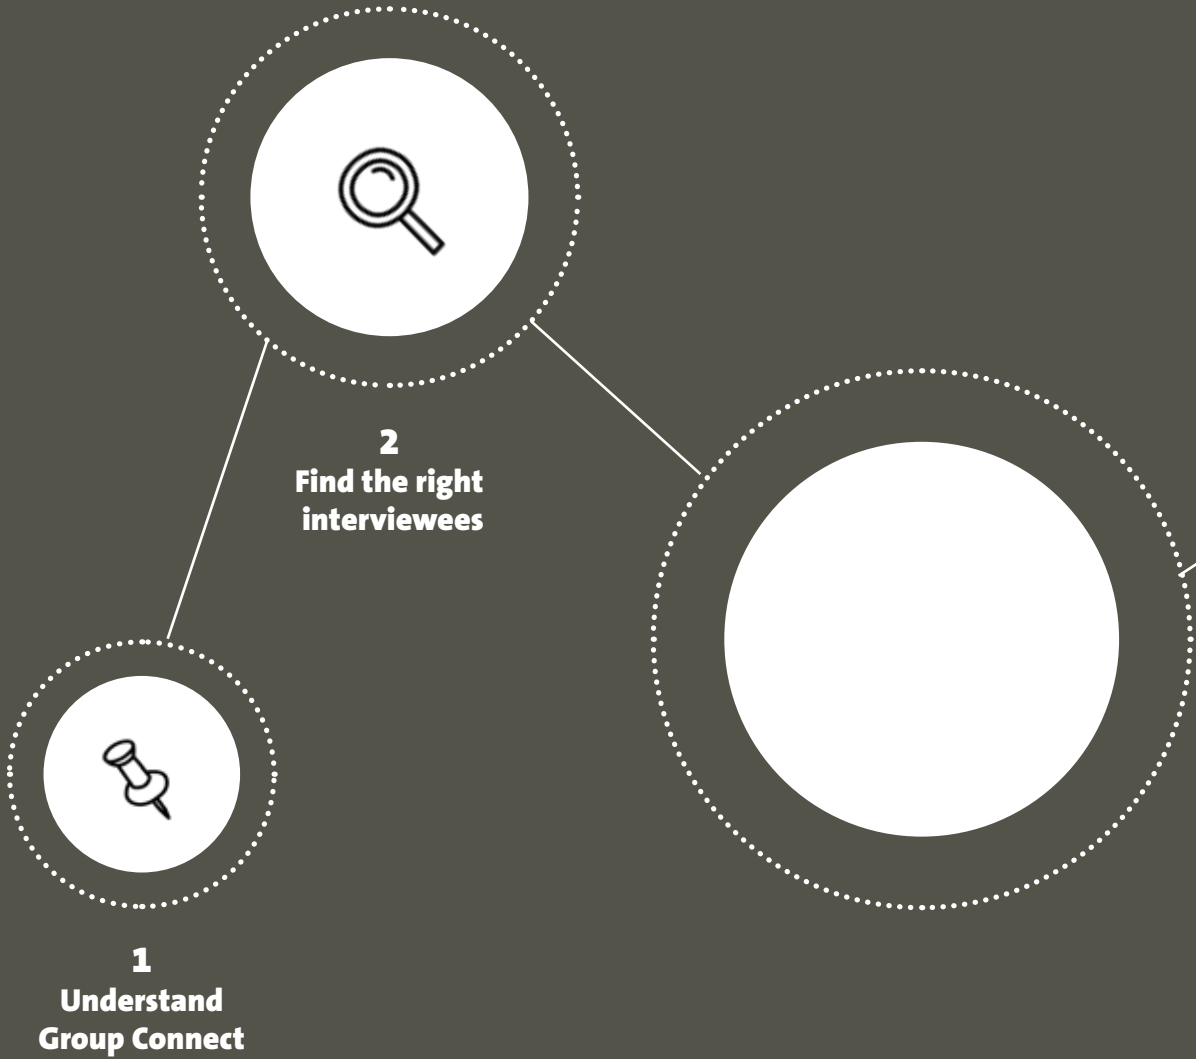 2
Find the right
interviewees
1
Understand
Group Connect